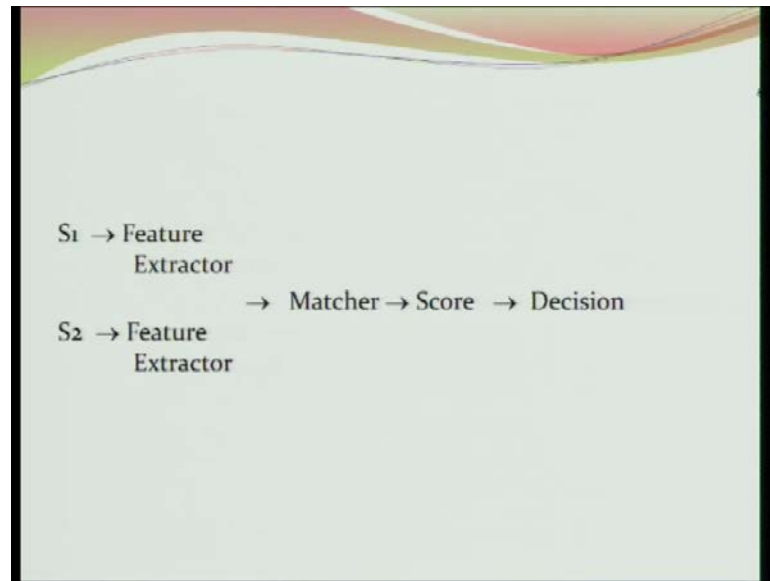 S1 → Feature
Extractor
→ Matcher → Score → Decision
S2 → Feature
Extractor